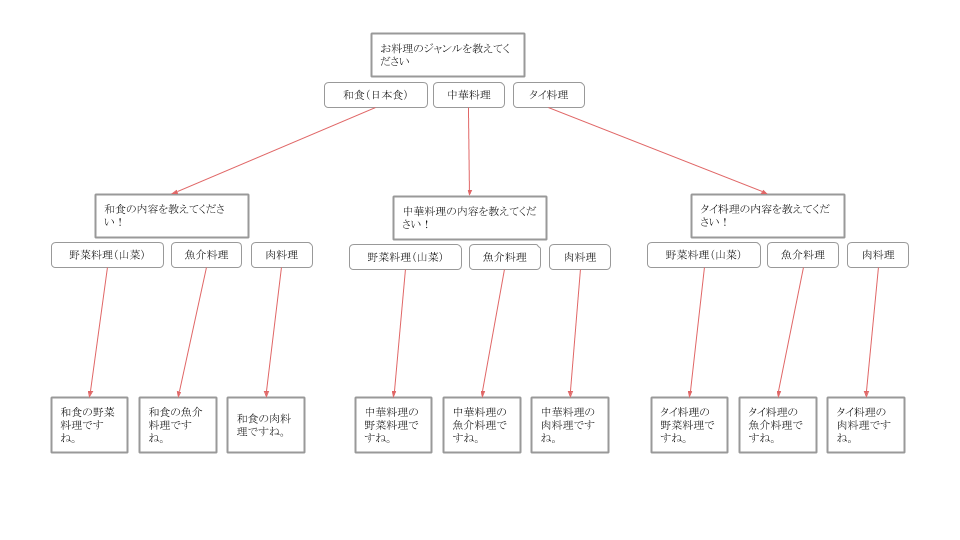 お料理のジャンルを教えてく
ださい
和食(日本食)
中華料理
タイ料理
和食の内容を教えてくださ
い！
中華料理の内容を教えてくだ
さい！
タイ料理の内容を教えてくだ
さい！
野菜料理(山菜)
魚介料理
肉料理
野菜料理(山菜)
魚介料理
肉料理
野菜料理(山菜)
魚介料理
肉料理
和食の野菜
料理です
ね。
和食の魚介
料理です
ね。
和食の肉料
理ですね。
中華料理の
野菜料理で
すね。
中華料理の
魚介料理で
すね。
中華料理の
肉料理です
ね。
タイ料理の
野菜料理で
すね。
タイ料理の
魚介料理で
すね。
タイ料理の
肉料理です
ね。